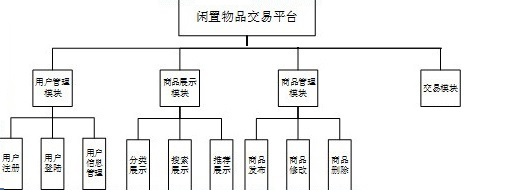 闲置物品交易平台
用户管理
模块
商品展示
模块
商品管理
模块
交易模块
用户
注册
用户
登陆
用户
信息
管理
分类
展示
搜索
展示
推荐
展示
商品
发布
商品
修改
商品
删除